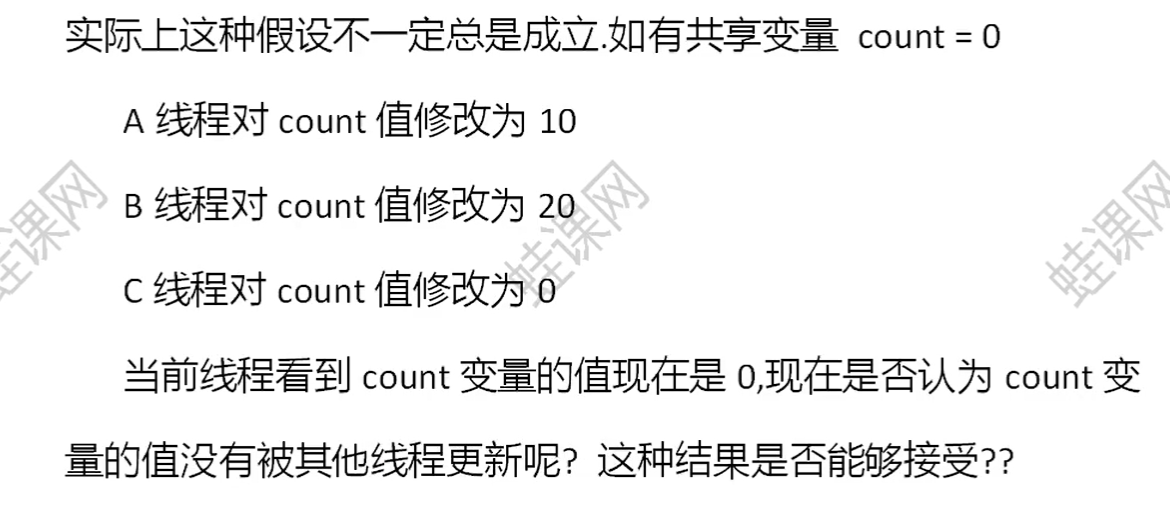 实际上这种假设不一定总是成立.如有共享变量 count = 0
A 线程对 count 值修改为 10
B 线程对 count 值修改为 20
C 线程对 count 值修改为 0
当前线程看到 count 变量的值现在是 0,现在是否认为 count 变
量的值没有被其他线程更新呢? 这种结果是否能够接受??
蛙课网
蛙课网
蛙课网